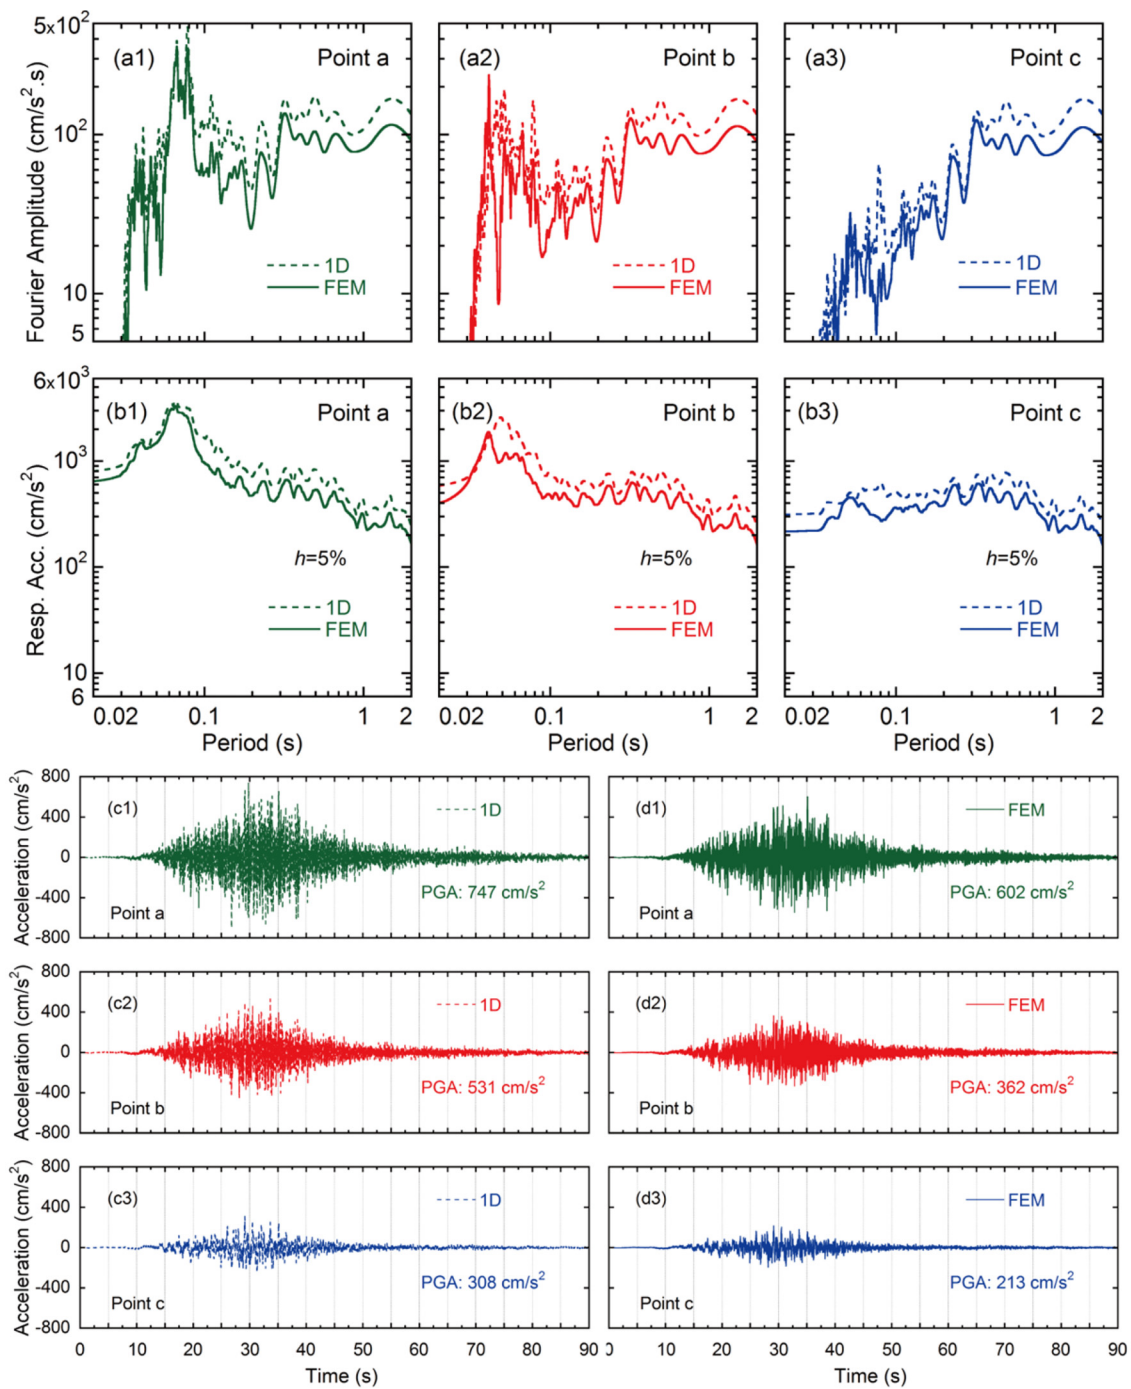 5x10²
10²
10
5
Fourier Amplitude (cm/s².s)
(a1) Point a
1D
FEM
(a2) Point b
1D
FEM
(a3) Point c
1D
FEM
6x10³
10³
10²
10
6
Resp. Acc. (cm/s²)
(b1) Point a
h=5%
1D
FEM
(b2) Point b
h=5%
1D
FEM
(b3) Point c
h=5%
1D
FEM
0.02 0.1 1 2
0.02 0.1 1 2
0.02 0.1 1 2
Period (s)
Period (s)
Period (s)
800
400
0
-400
-800
Acceleration (cm/s²)
(c1)
1D
PGA: 747 cm/s²
Point a
(d1)
FEM
PGA: 602 cm/s²
Point a
800
400
0
-400
-800
Acceleration (cm/s²)
(c2)
1D
PGA: 531 cm/s²
Point b
(d2)
FEM
PGA: 362 cm/s²
Point b
800
400
0
-400
-800
Acceleration (cm/s²)
(c3)
1D
PGA: 308 cm/s²
Point c
(d3)
FEM
PGA: 213 cm/s²
Point c
0 10 20 30 40 50 60 70 80 90
0 10 20 30 40 50 60 70 80 90
Time (s)
Time (s)